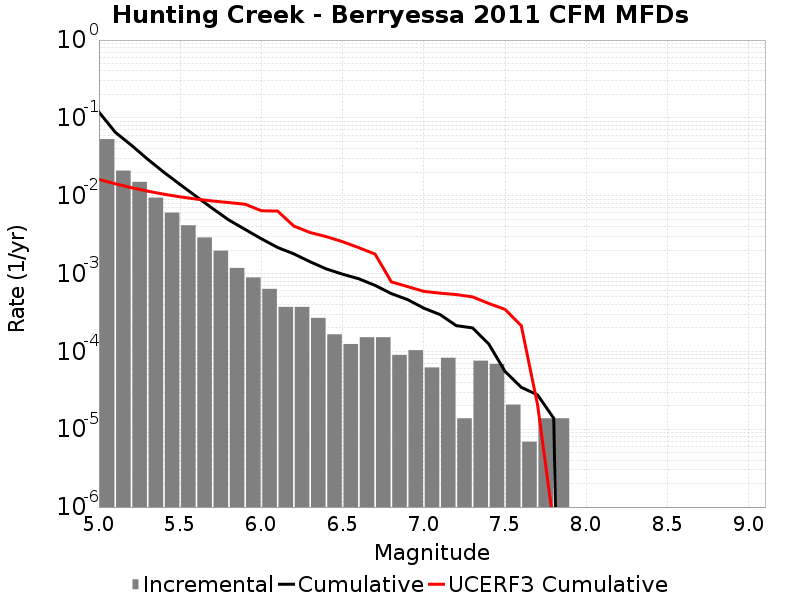 Hunting Creek - Berryessa 2011 CFM MFDs
10^0
10^-1
10^-2
10^-3
10^-4
10^-5
10^-6
Rate (1/yr)
5.0 5.5 6.0 6.5 7.0 7.5 8.0 8.5 9.0
Magnitude
Incremental Cumulative UCERF3 Cumulative